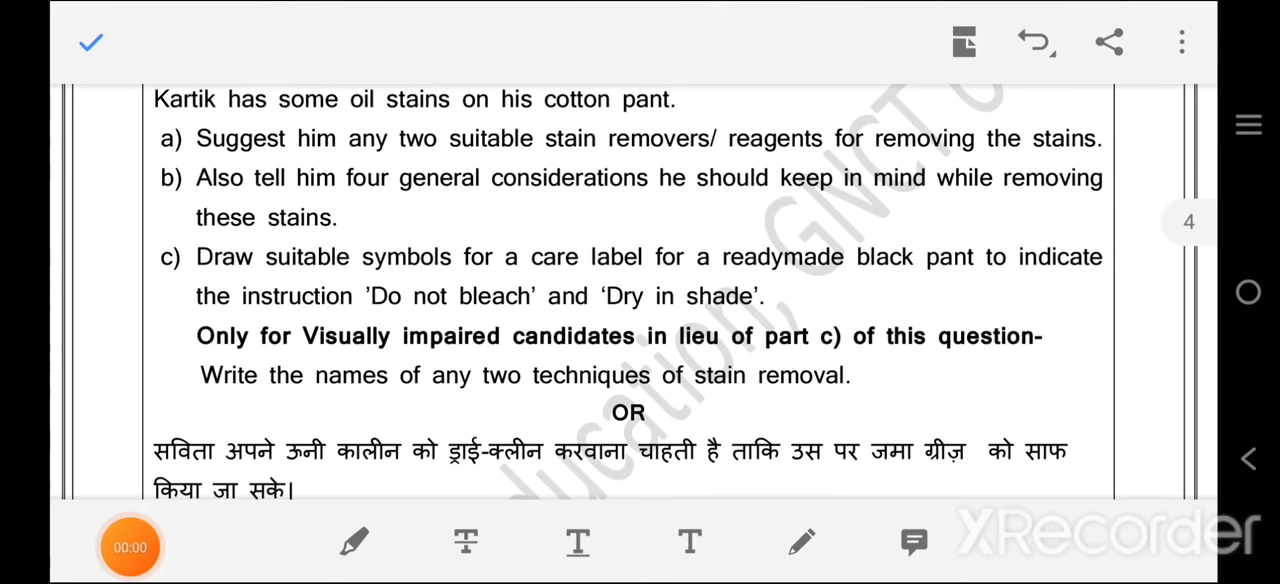 Kartik has some oil stains on his cotton pant.
a) Suggest him any two suitable stain removers/ reagents for removing the stains.
b) Also tell him four general considerations he should keep in mind while removing
these stains.
4
c) Draw suitable symbols for a care label for a readymade black pant to indicate
the instruction 'Do not bleach' and ‘Dry in shade’.
Only for Visually impaired candidates in lieu of part c) of this question-
Write the names of any two techniques of stain removal.
OR
सविता अपने ऊनी कालीन को ड्राई-क्लीन करवाना चाहती है ताकि उस पर जमा ग्रीज़ को साफ
किया जा सके।
ducation, GNCT
00:00
T
T
T
XRecorder